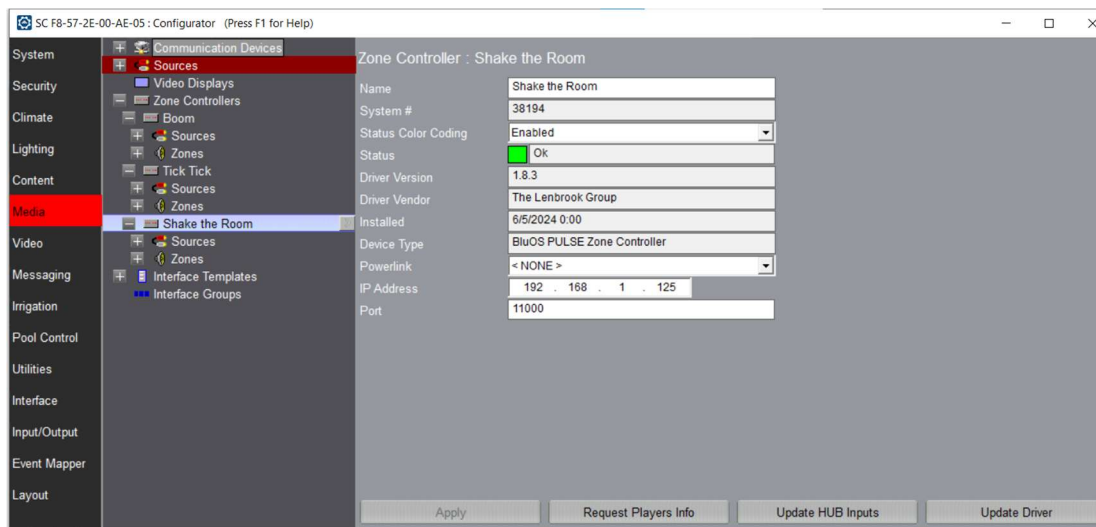 SC F8-57-2E-00-AE-05 : Configurator (Press F1 for Help)
System
Security
Climate
Lighting
Content
Media
Video
Messaging
Irrigation
Pool Control
Utilities
Interface
Input/Output
Event Mapper
Layout
Communication Devices
Sources
Video Displays
Zone Controllers
Boom
Sources
Zones
Tick Tick
Sources
Zones
Shake the Room
Sources
Zones
Interface Templates
Interface Groups
Zone Controller : Shake the Room
Name Shake the Room
System # 38194
Status Color Coding Enabled
Status Ok
Driver Version 1.8.3
Driver Vendor The Lenbrook Group
Installed 6/5/2024 0:00
Device Type BluOS PULSE Zone Controller
Powerlink < NONE >
IP Address 192 . 168 . 1 . 125
Port 11000
Apply Request Players Info Update HUB Inputs Update Driver